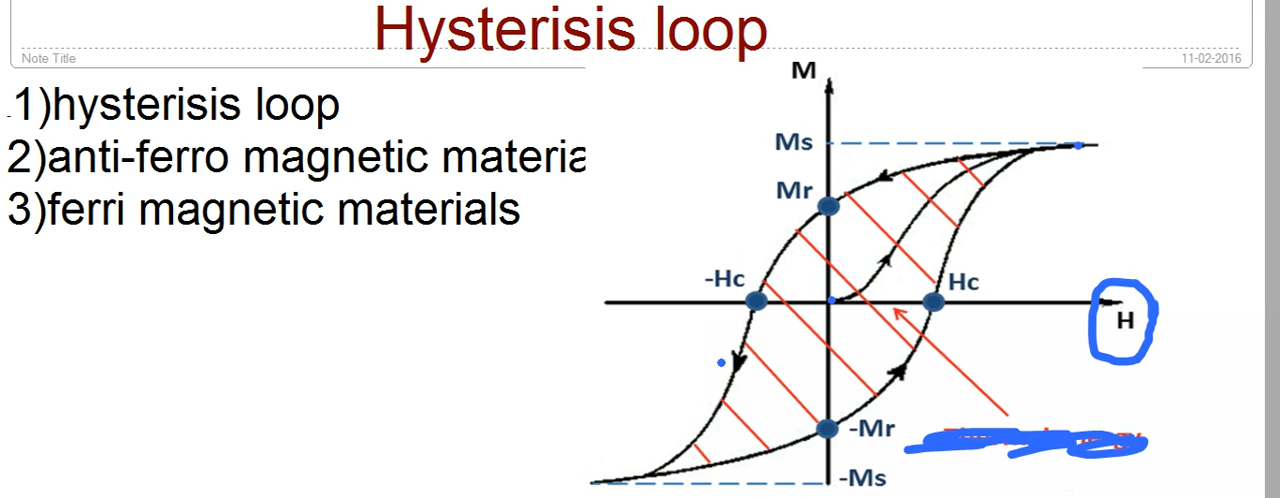 Hysterisis loop
Note Title
11-02-2016
1)hysterisis loop
2)anti-ferro magnetic materia
3)ferri magnetic materials
M
Ms
Mr
-Hc
Hc
H
-Mr
-Ms